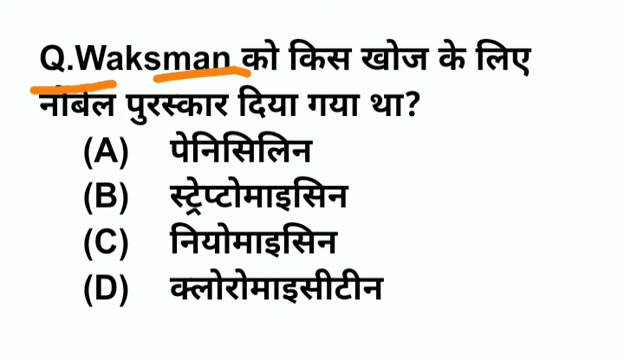 Q.Waksman को किस खोज के लिए
नोबेल पुरस्कार दिया गया था?
(A) पेनिसिलिन
(B) स्ट्रेप्टोमाइसिन
(C) नियोमाइसिन
(D) क्लोरोमाइसीटीन